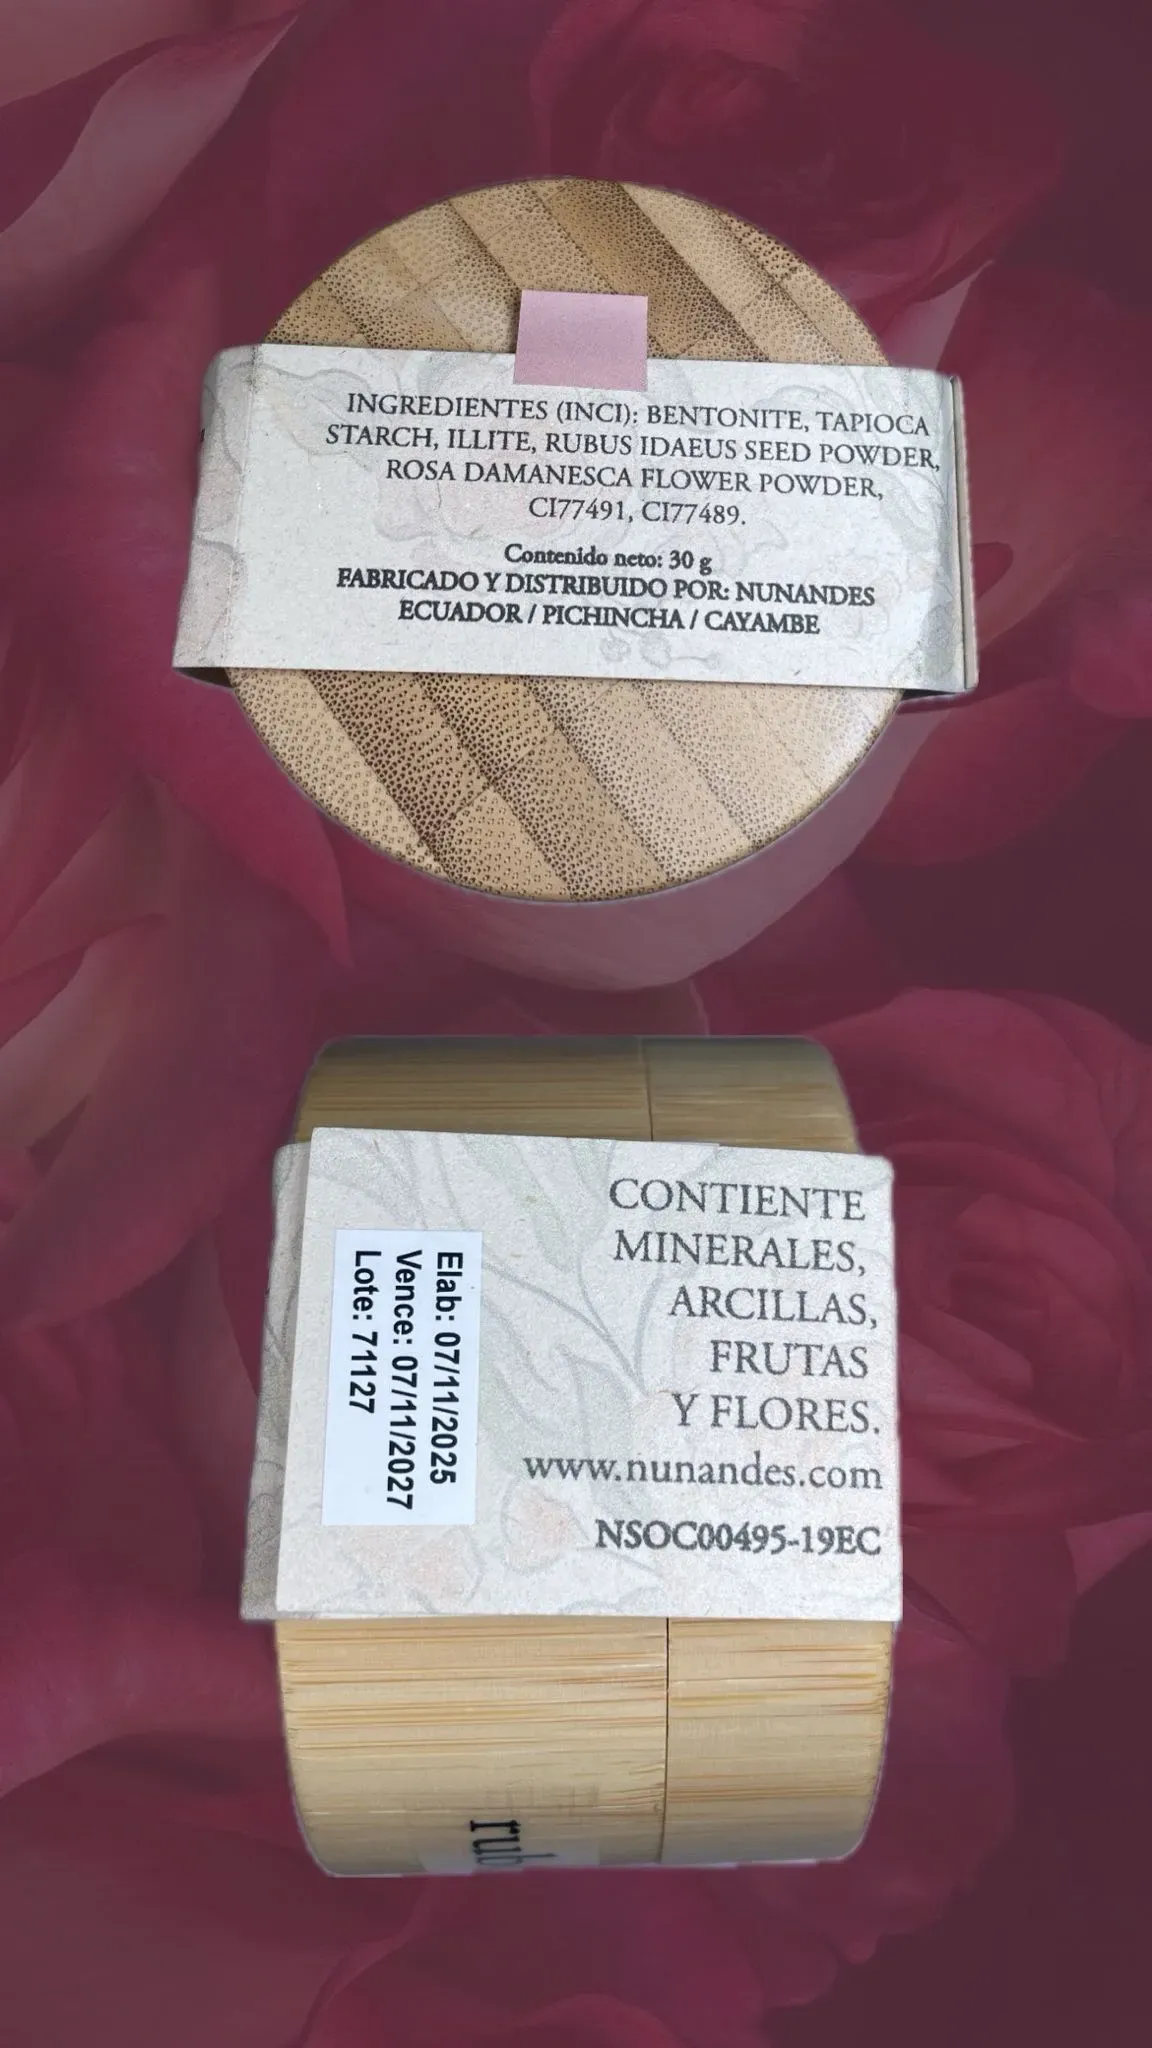 INGREDIENTES (INCI): BENTONITE, TAPIOCA
STARCH, ILLITE, RUBUS IDAEUS SEED POWDER,
ROSA DAMANESCA FLOWER POWDER,
CI77491, CI77489.
Contenido neto: 30 g
FABRICADO Y DISTRIBUIDO POR: NUNANDES
ECUADOR / PICHINCHA / CAYAMBE
CONTIENTE
MINERALES,
ARCILLAS,
FRUTAS
Y FLORES.
www.nunandes.com
NSOC00495-19EC
Elab: 07/11/2025
Vence: 07/11/2027
Lote: 71127